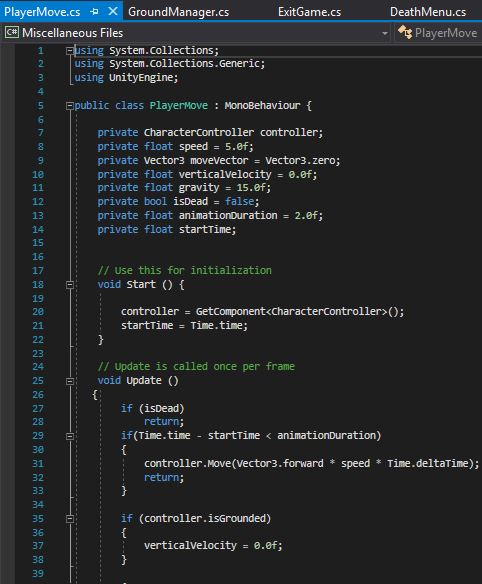 PlayerMove.cs GroundManager.cs ExitGame.cs DeathMenu.cs
C# Miscellaneous Files PlayerMove
1 using System.Collections;
2 using System.Collections.Generic;
3 using UnityEngine;
4
5 public class PlayerMove : MonoBehaviour {
6
7 private CharacterController controller;
8 private float speed = 5.0f;
9 private Vector3 moveVector = Vector3.zero;
10 private float verticalVelocity = 0.0f;
11 private float gravity = 15.0f;
12 private bool isDead = false;
13 private float animationDuration = 2.0f;
14 private float startTime;
15
16
17 // Use this for initialization
18 void Start () {
19
20 controller = GetComponent<CharacterController>();
21 startTime = Time.time;
22 }
23
24 // Update is called once per frame
25 void Update ()
26 {
27 if (isDead)
28 return;
29 if(Time.time - startTime < animationDuration)
30 {
31 controller.Move(Vector3.forward * speed * Time.deltaTime);
32 return;
33 }
34
35 if (controller.isGrounded)
36 {
37 verticalVelocity = 0.0f;
38 }
39